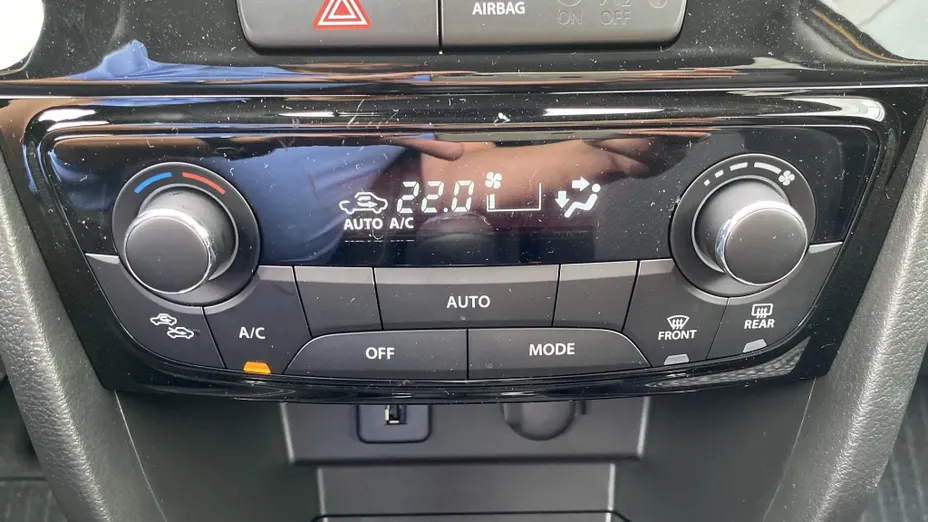 AIRBAG
ON
OFF
22.0
AUTO A/C
AUTO
A/C
FRONT
REAR
OFF
MODE